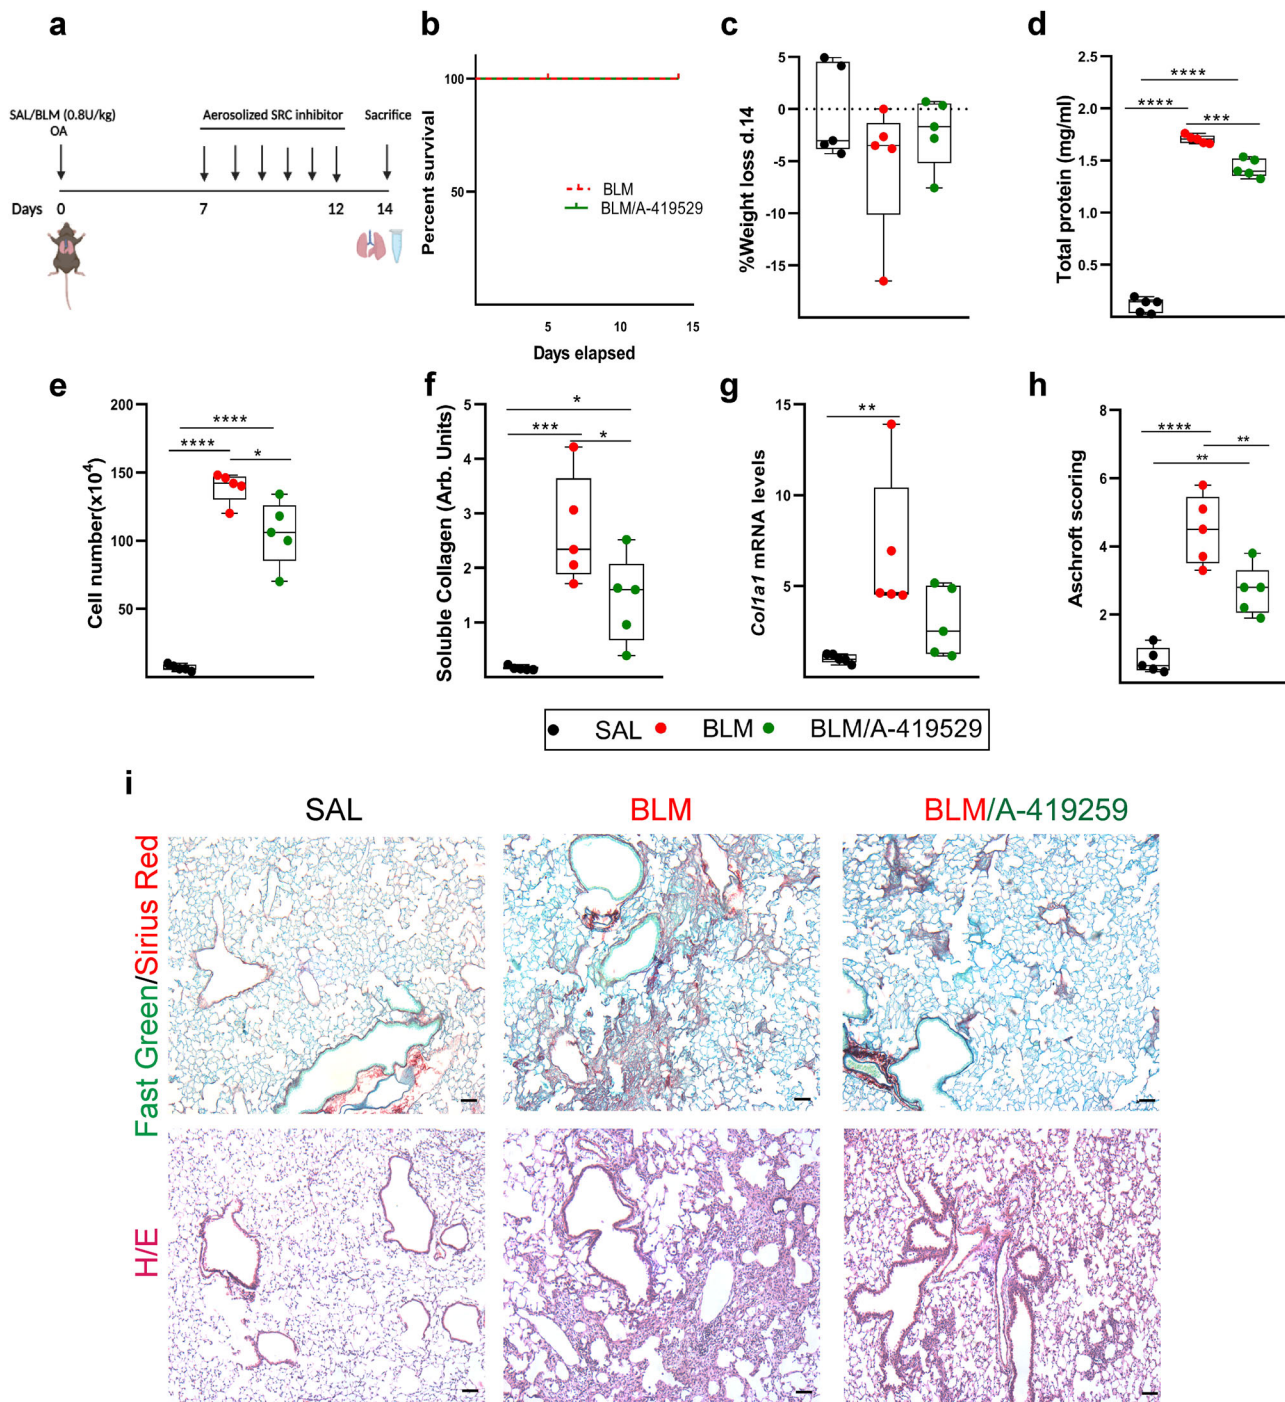 a
SAL/BLM (0.8U/kg)
OA
Aerosolized SRC inhibitor
Sacrifice
Days
0
7
12
14
b
Percent survival
100
50
BLM
BLM/A-419529
5
10
15
Days elapsed
c
%Weight loss d.14
5
0
-5
-10
-15
d
Total protein (mg/ml)
2.0
1.5
1.0
0.5
****
****
***
e
Cell number(x10⁴)
200
150
100
50
****
****
*
f
Soluble Collagen (Arb. Units)
5
4
3
2
1
*
***
*
g
Col1a1 mRNA levels
15
10
5
**
h
Aschroft scoring
8
6
4
2
****
**
**
SAL
BLM
BLM/A-419529
i
SAL
BLM
BLM/A-419259
Fast Green/Sirius Red
H/E